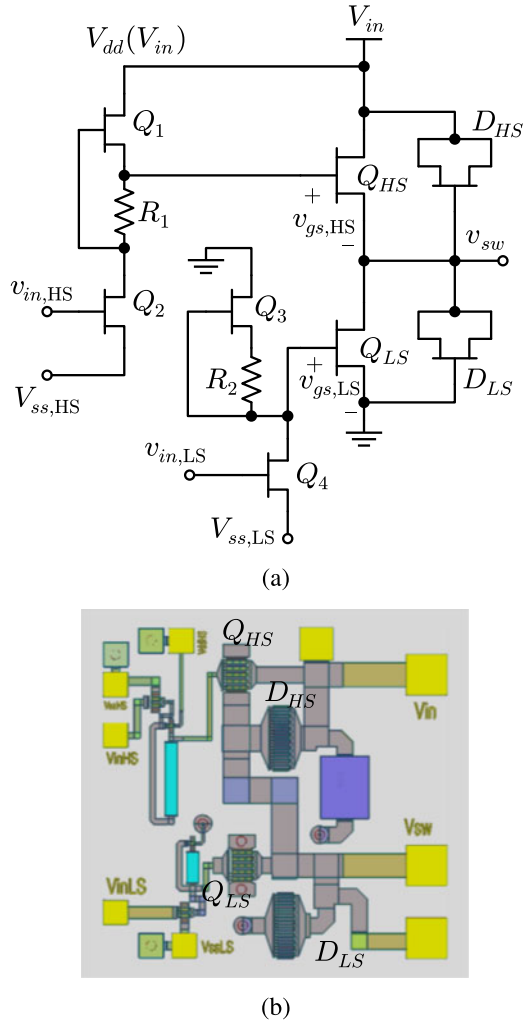 V_in
V_dd(V_in)
Q_1
D_HS
Q_HS
R_1
+
v_gs,HS
−
v_sw
v_in,HS
Q_2
Q_3
Q_LS
+
R_2
v_gs,LS
D_LS
V_ss,HS
−
v_in,LS
Q_4
V_ss,LS
(a)
Q_HS
VssHS
D_HS
Vin
VinHS
Vsw
VinLS
Q_LS
VssLS
D_LS
(b)